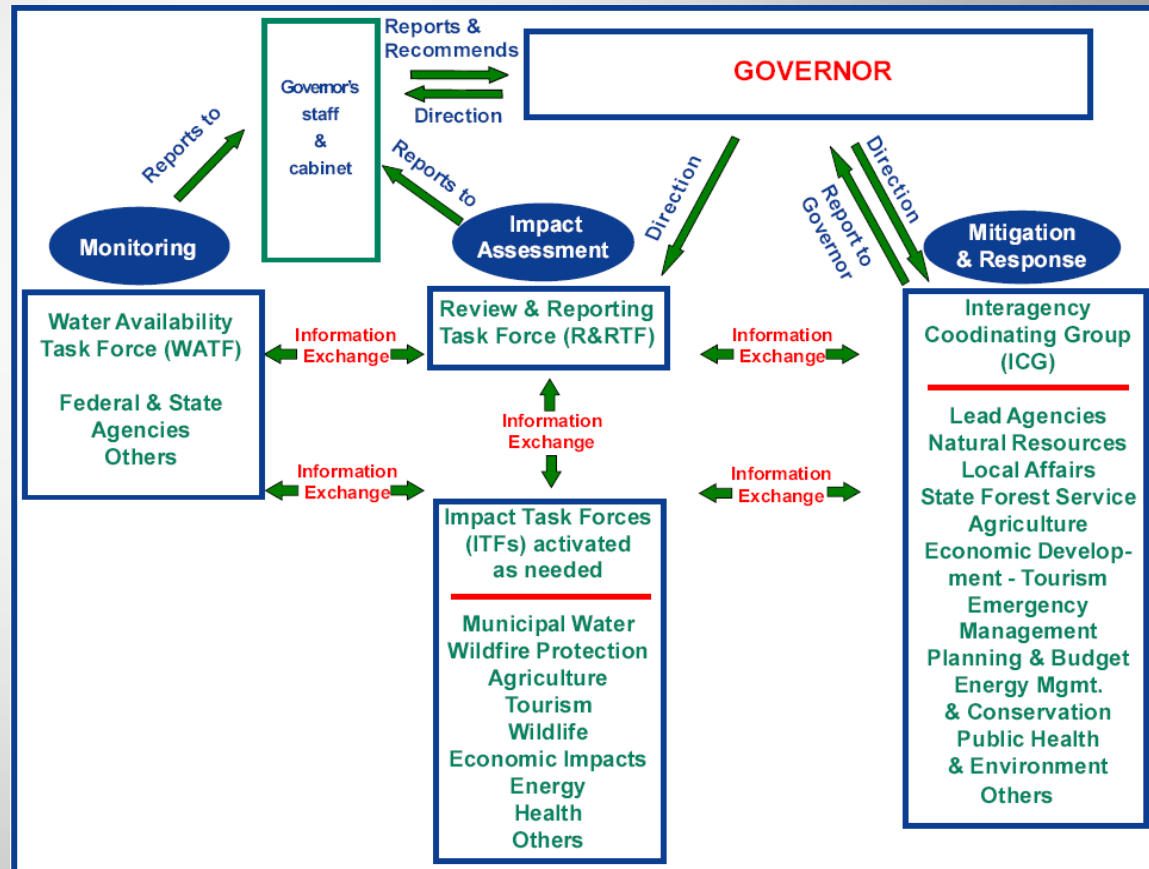 Reports &
Recommends
GOVERNOR
Governor's
staff
&
cabinet
Direction
Reports to
Reports to
Direction
Direction
Report to
Governor
Monitoring
Impact
Assessment
Mitigation
& Response
Water Availability
Task Force (WATF)
Federal & State
Agencies
Others
Information
Exchange
Review & Reporting
Task Force (R&RTF)
Information
Exchange
Information
Exchange
Information
Exchange
Information
Exchange
Impact Task Forces
(ITFs) activated
as needed
Municipal Water
Wildfire Protection
Agriculture
Tourism
Wildlife
Economic Impacts
Energy
Health
Others
Interagency
Coodinating Group
(ICG)
Lead Agencies
Natural Resources
Local Affairs
State Forest Service
Agriculture
Economic Develop-
ment - Tourism
Emergency
Management
Planning & Budget
Energy Mgmt.
& Conservation
Public Health
& Environment
Others